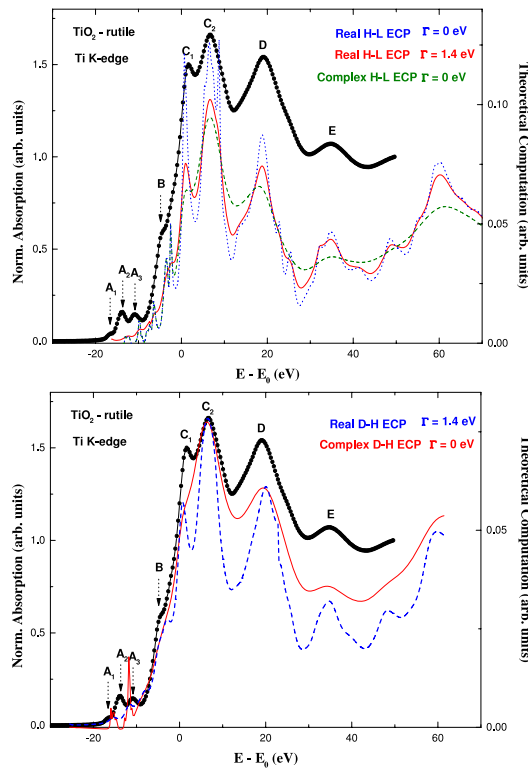 TiO2 - rutile
Ti K-edge
Real H-L ECP Γ = 0 eV
Real H-L ECP Γ = 1.4 eV
Complex H-L ECP Γ = 0 eV
A1
A2
A3
B
C1
C2
D
E
Norm. Absorption (arb. units)
0.0
0.5
1.0
1.5
Theoretical Computation (arb. units)
0.00
0.05
0.10
-20
0
20
40
60
E - E0 (eV)
TiO2 - rutile
Ti K-edge
Real D-H ECP Γ = 1.4 eV
Complex D-H ECP Γ = 0 eV
A1
A2
A3
B
C1
C2
D
E
Norm. Absorption (arb. units)
0.0
0.5
1.0
1.5
Theoretical Computation (arb. units)
0.00
0.05
-20
0
20
40
60
E - E0 (eV)